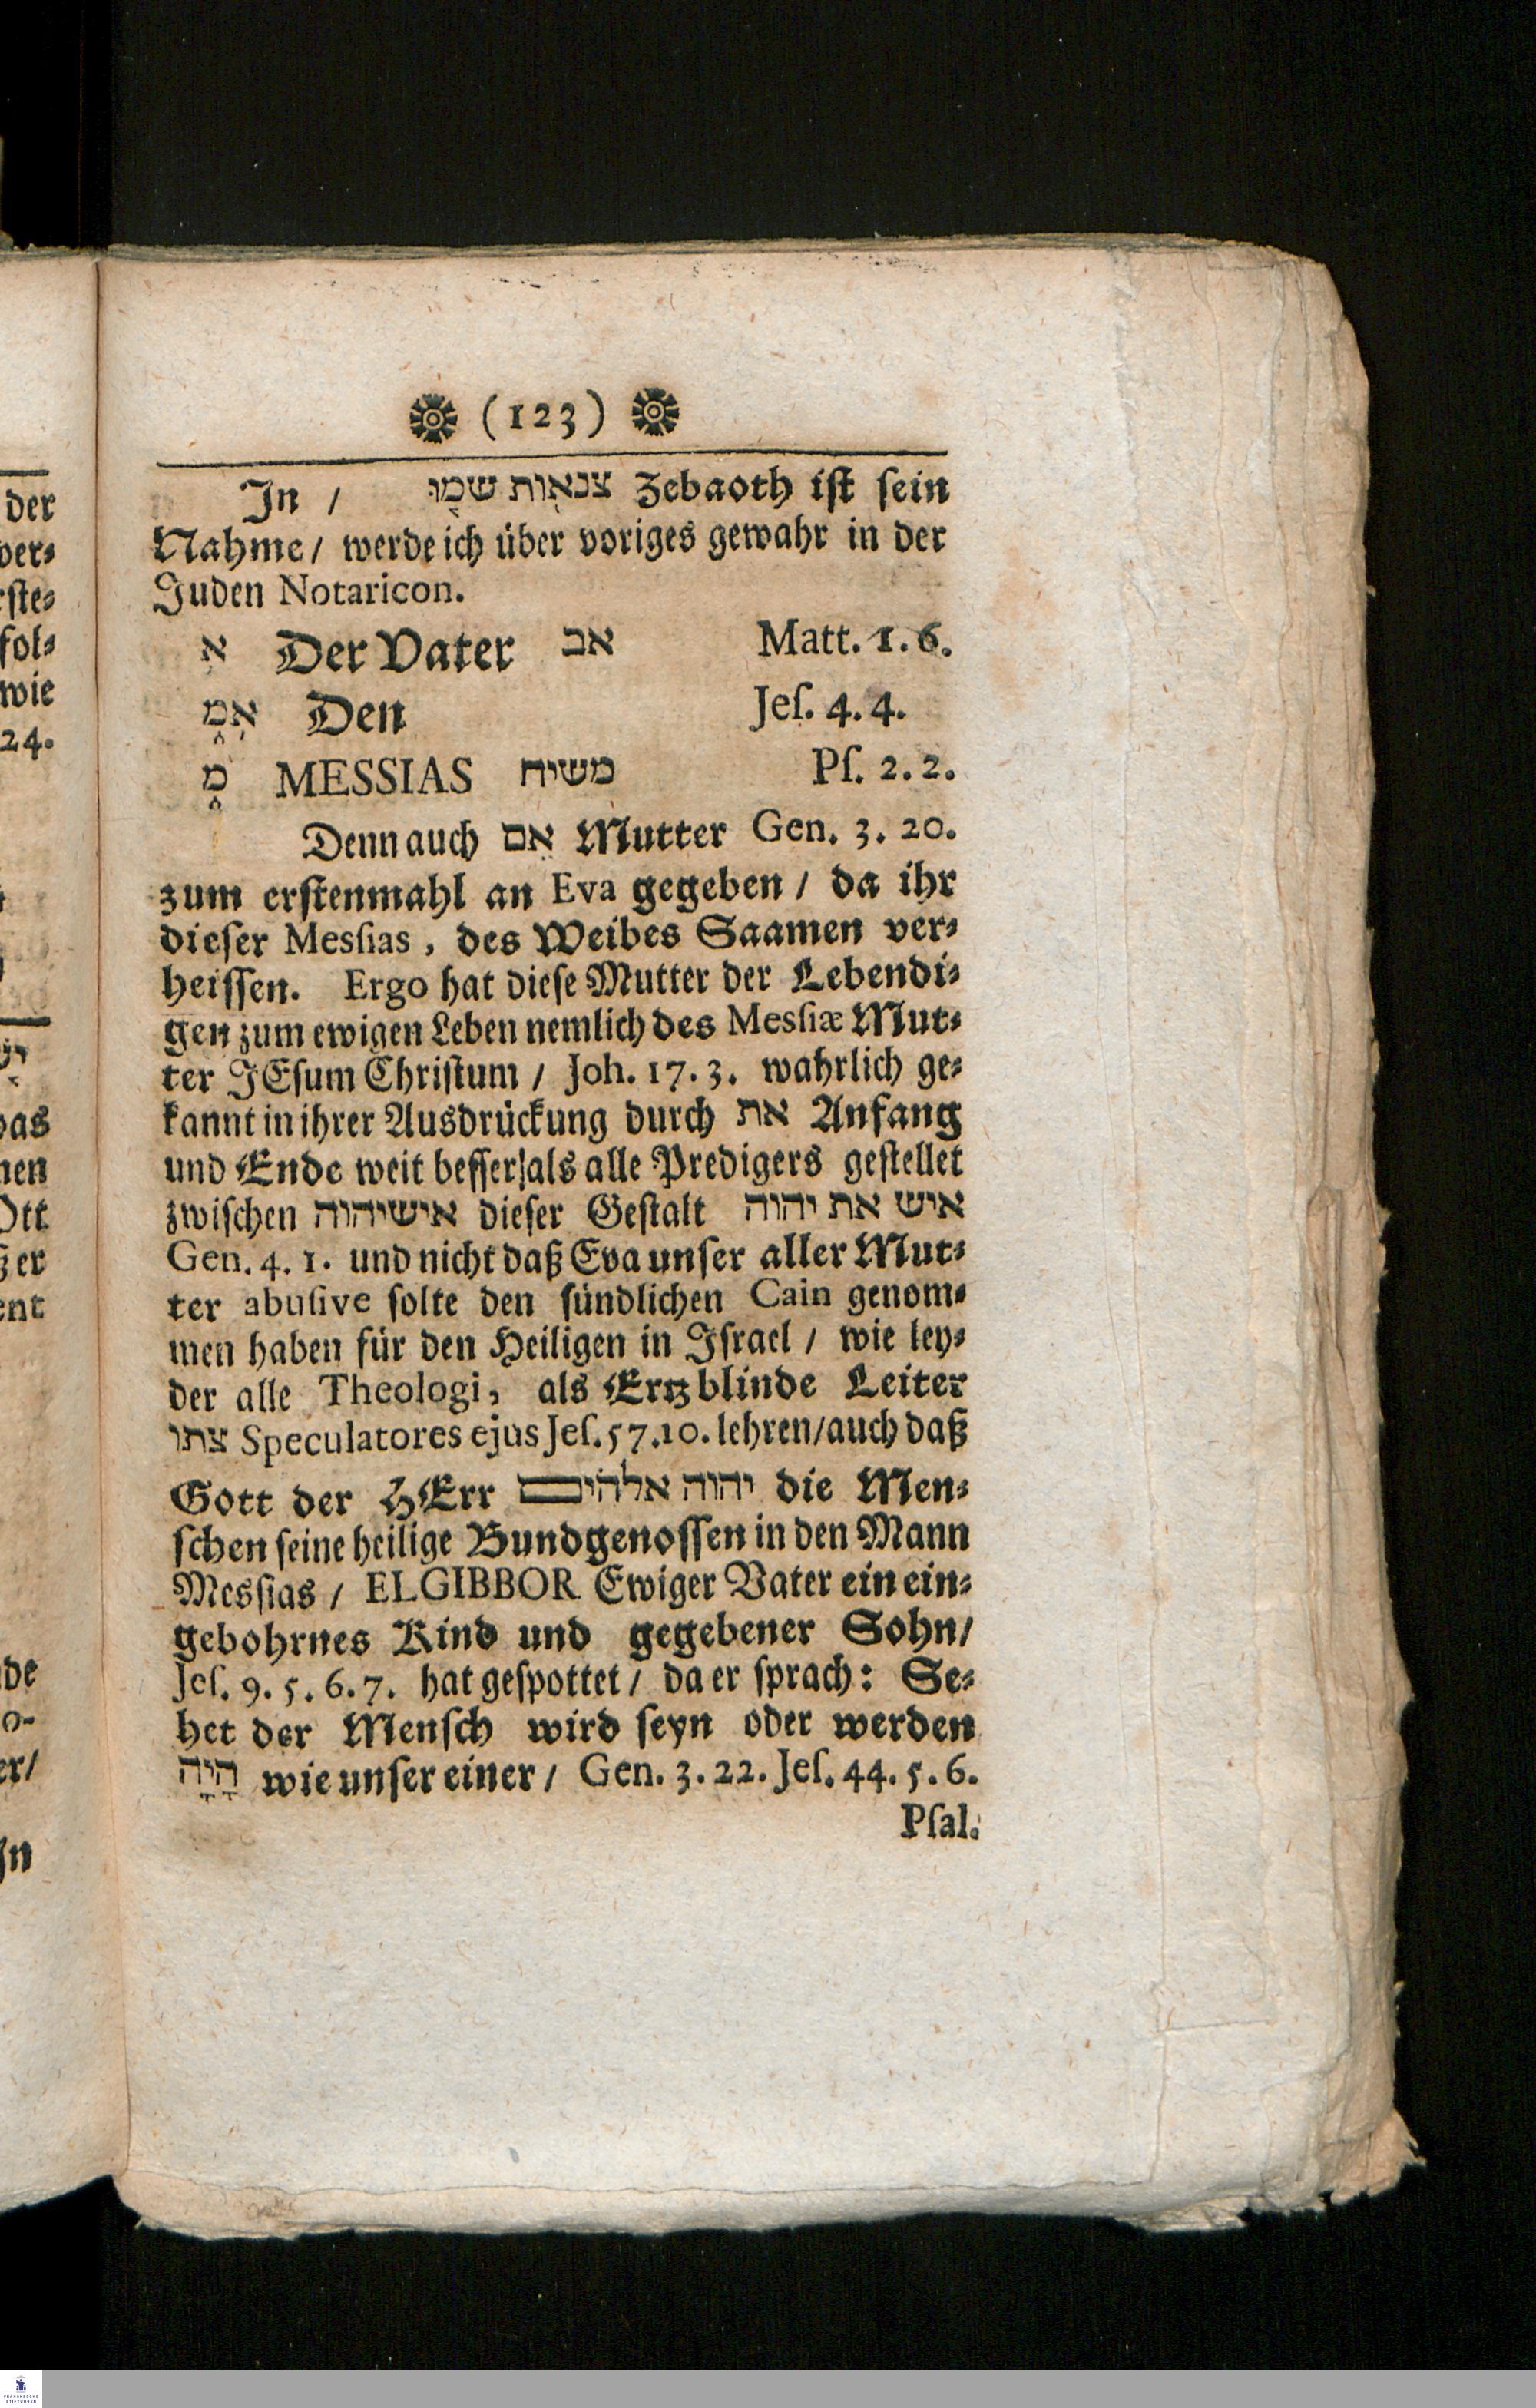 (123)
In / צבאות שמו Zebaoth ist sein
Nahme / werde ich über voriges gewahr in der
Juden Notaricon.
א Der Vater אב Matt. 1. 6.
אמ Den Jeſ. 4. 4.
מ MESSIAS משיח Pſ. 2. 2.
Denn auch אם Mutter Gen. 3. 20.
zum erſtenmahl an Eva gegeben / da ihr
dieſer Meſſias, des Weibes Saamen ver⸗
heiſſen. Ergo hat dieſe Mutter der Lebendi⸗
gen zum ewigen Leben nemlich des Meſſiæ Mut⸗
ter JEſum Chriſtum / Joh. 17. 3. wahrlich ge⸗
kannt in ihrer Ausdrückung durch את Anfang
und Ende weit beſſer / als alle Predigers geſtellet
zwiſchen אישיהוה dieſer Geſtalt איש את יהוה
Gen. 4. 1. und nicht daß Eva unſer aller Mut⸗
ter abuſive ſolte den ſündlichen Cain genom⸗
men haben für den Heiligen in Iſrael / wie ley⸗
der alle Theologi, als Ertzblinde Leiter
צתו Speculatores ejus Jeſ. 57. 10. lehren / auch daß
Gott der HErr יהוה אלהים die Men⸗
ſchen ſeine heilige Bundgenoſſen in den Mann
Meſſias / ELGIBBOR Ewiger Vater ein ein⸗
gebohrnes Kind und gegebener Sohn /
Jeſ. 9. 5. 6. 7. hat geſpottet / da er ſprach: Se⸗
het der Menſch wird ſeyn oder werden
הָיָה wie unſer einer / Gen. 3. 22. Jeſ. 44. 5. 6.
Pſal.